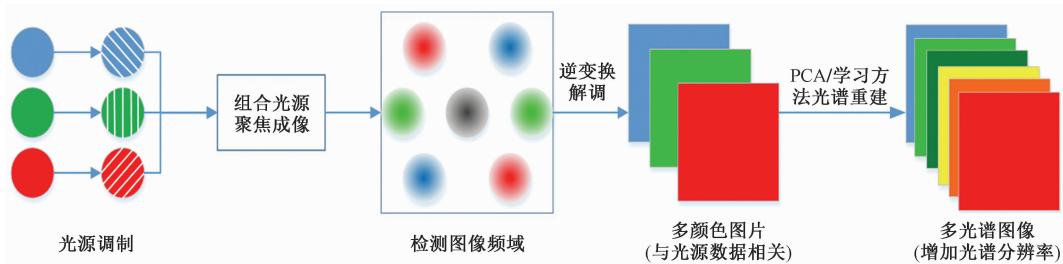 组合光源
聚焦成像
逆变换
解调
PCA/学习方
法光谱重建
光源调制
检测图像频域
多颜色图片
(与光源数据相关)
多光谱图像
(增加光谱分辨率)